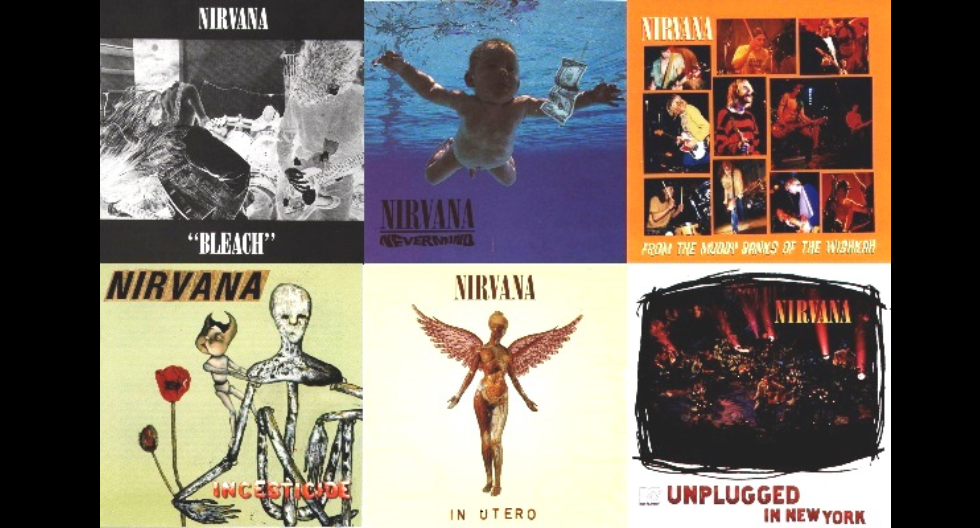 NIRVANA
"BLEACH"
NIRVANA
NEVERMIND
NIRVANA
FROM THE MUDDY BANKS OF THE WISHKAH
NIRVANA
INCESTICIDE
NIRVANA
IN UTERO
NIRVANA
UNPLUGGED
IN NEW YORK